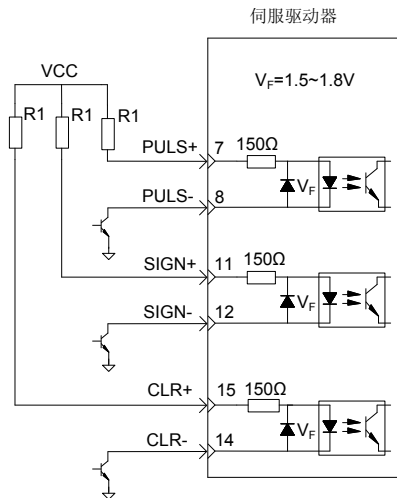 伺服驱动器
VCC
V_F=1.5~1.8V
R1
R1
R1
PULS+
7
150Ω
PULS-
8
V_F
SIGN+
11
150Ω
SIGN-
12
V_F
CLR+
15
150Ω
CLR-
14
V_F